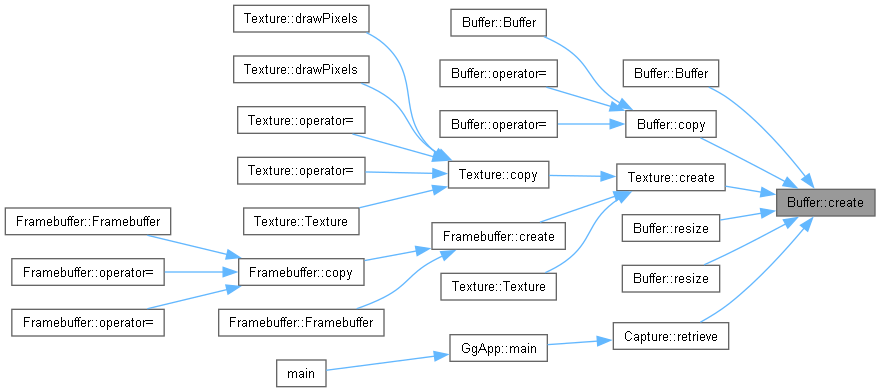 Texture::drawPixels
Buffer::Buffer
Texture::drawPixels
Buffer::operator=
Buffer::Buffer
Texture::operator=
Buffer::operator=
Buffer::copy
Texture::operator=
Texture::copy
Texture::create
Buffer::create
Framebuffer::Framebuffer
Texture::Texture
Framebuffer::create
Buffer::resize
Framebuffer::operator=
Framebuffer::copy
Texture::Texture
Buffer::resize
Framebuffer::operator=
Framebuffer::Framebuffer
Capture::retrieve
GgApp::main
main